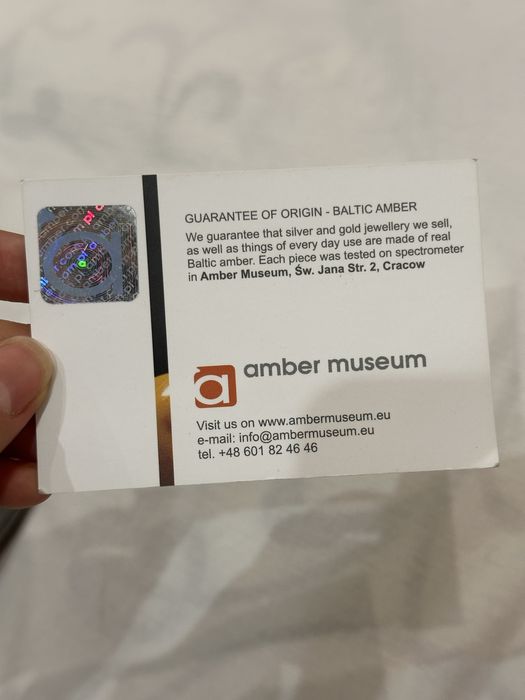 GUARANTEE OF ORIGIN - BALTIC AMBER
We guarantee that silver and gold jewellery we sell,
as well as things of every day use are made of real
Baltic amber. Each piece was tested on spectrometer
in Amber Museum, Św. Jana Str. 2, Cracow
a amber museum
Visit us on www.ambermuseum.eu
e-mail: info@ambermuseum.eu
tel. +48 601 82 46 46